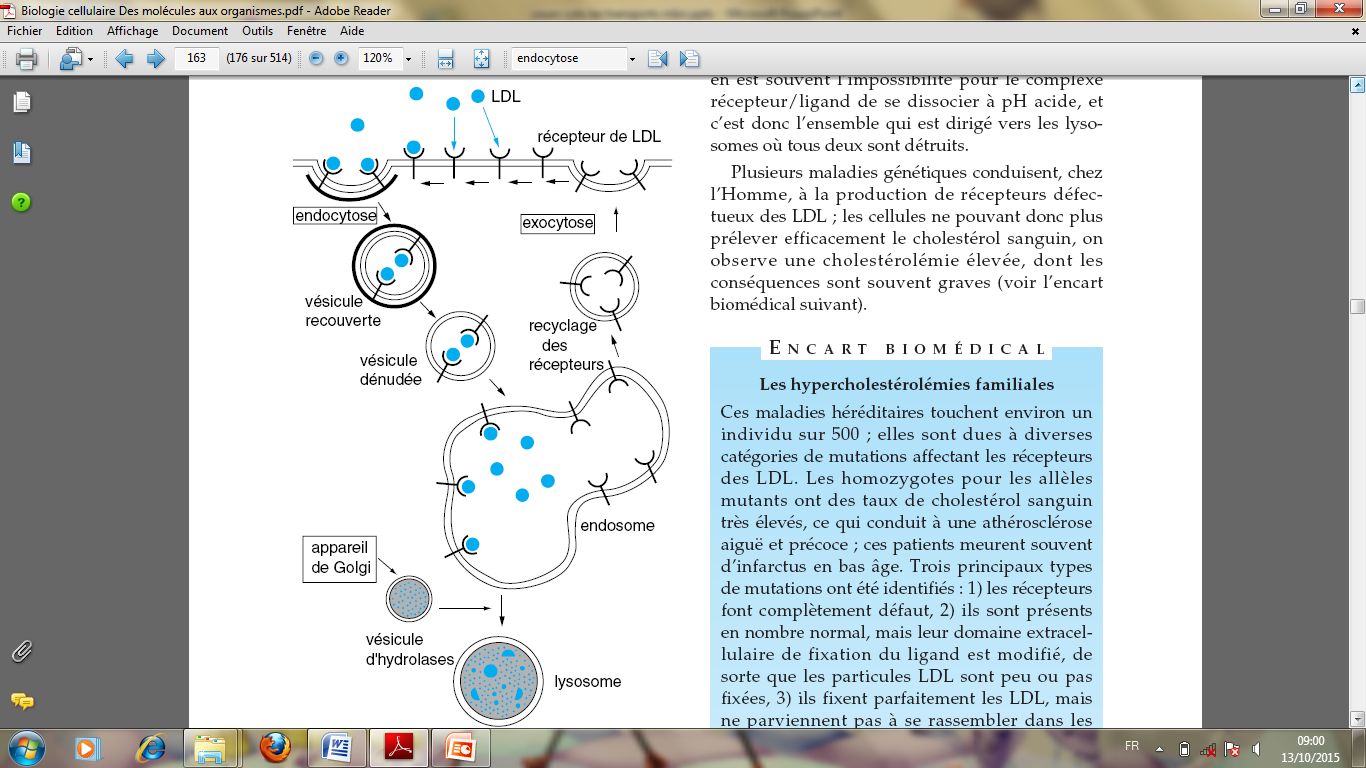 Biologie cellulaire Des molécules aux organismes.pdf - Adobe Reader
Fichier Edition Affichage Document Outils Fenêtre Aide
163 (176 sur 514) 120% endocytose
LDL
récepteur de LDL
endocytose
exocytose
vésicule
recouverte
recyclage
des
récepteurs
vésicule
dénudée
endosome
appareil
de Golgi
vésicule
d'hydrolases
lysosome
en est souvent l'impossibilité pour le complexe
récepteur/ligand de se dissocier à pH acide, et
c'est donc l'ensemble qui est dirigé vers les lyso-
somes où tous deux sont détruits.
Plusieurs maladies génétiques conduisent, chez
l'Homme, à la production de récepteurs défec-
tueux des LDL ; les cellules ne pouvant donc plus
prélever efficacement le cholestérol sanguin, on
observe une cholestérolémie élevée, dont les
conséquences sont souvent graves (voir l'encart
biomédical suivant).
ENCART BIOMÉDICAL
Les hypercholestérolémies familiales
Ces maladies héréditaires touchent environ un
individu sur 500 ; elles sont dues à diverses
catégories de mutations affectant les récepteurs
des LDL. Les homozygotes pour les allèles
mutants ont des taux de cholestérol sanguin
très élevés, ce qui conduit à une athérosclérose
aiguë et précoce ; ces patients meurent souvent
d'infarctus en bas âge. Trois principaux types
de mutations ont été identifiés : 1) les récepteurs
font complètement défaut, 2) ils sont présents
en nombre normal, mais leur domaine extracel-
lulaire de fixation du ligand est modifié, de
sorte que les particules LDL sont peu ou pas
fixées, 3) ils fixent parfaitement les LDL, mais
ne parviennent pas à se rassembler dans les
FR
09:00
13/10/2015